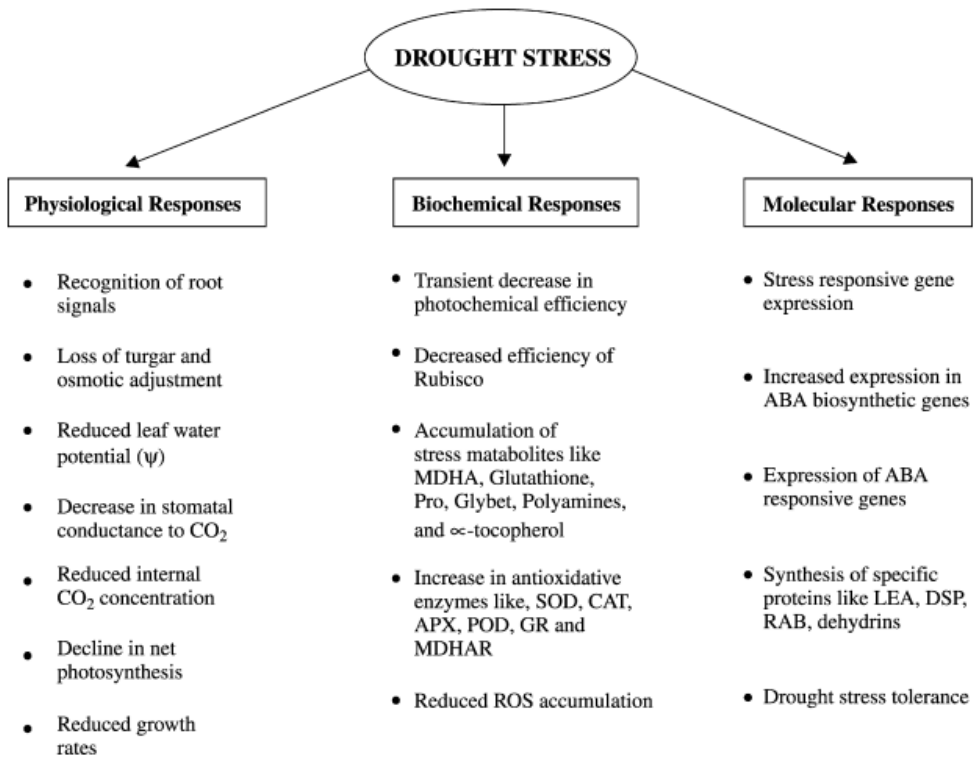 DROUGHT STRESS
Physiological Responses
• Recognition of root
signals
• Loss of turgar and
osmotic adjustment
• Reduced leaf water
potential (ψ)
• Decrease in stomatal
conductance to CO₂
• Reduced internal
CO₂ concentration
• Decline in net
photosynthesis
• Reduced growth
rates
Biochemical Responses
• Transient decrease in
photochemical efficiency
• Decreased efficiency of
Rubisco
• Accumulation of
stress matabolites like
MDHA, Glutathione,
Pro, Glybet, Polyamines,
and ∝-tocopherol
• Increase in antioxidative
enzymes like, SOD, CAT,
APX, POD, GR and
MDHAR
• Reduced ROS accumulation
Molecular Responses
• Stress responsive gene
expression
• Increased expression in
ABA biosynthetic genes
• Expression of ABA
responsive genes
• Synthesis of specific
proteins like LEA, DSP,
RAB, dehydrins
• Drought stress tolerance